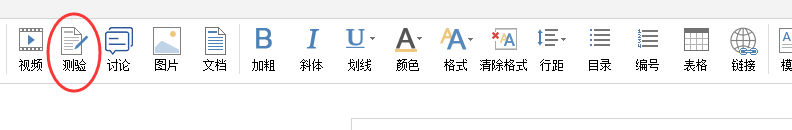 视频 测验 讨论 图片 文档 加粗 斜体 划线 颜色 格式 清除格式 行距 目录 编号 表格 链接